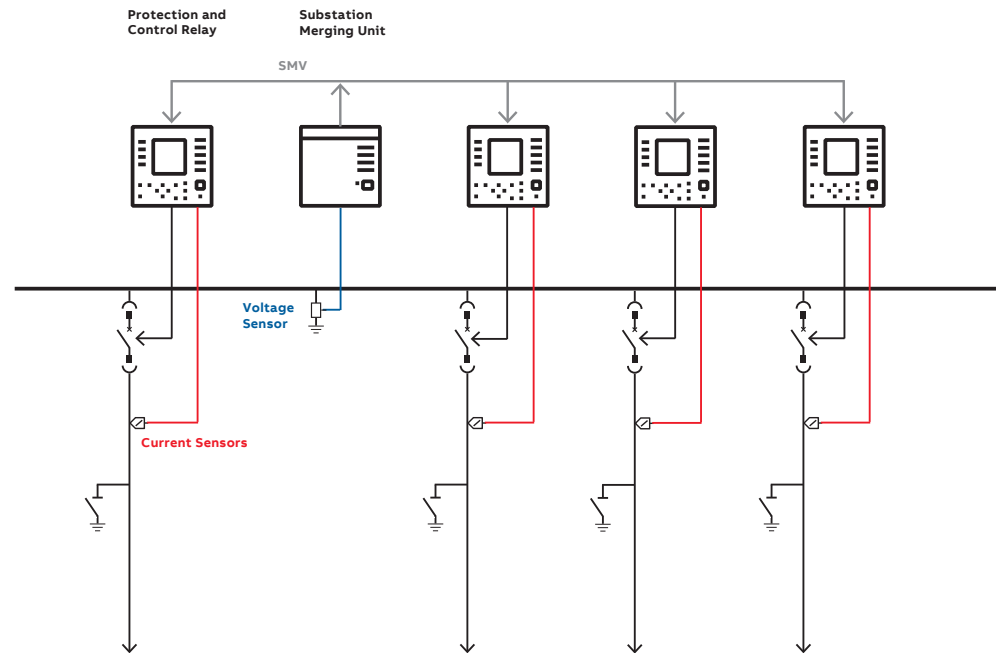 Protection and
Control Relay
Substation
Merging Unit
SMV
Voltage
Sensor
Current Sensors